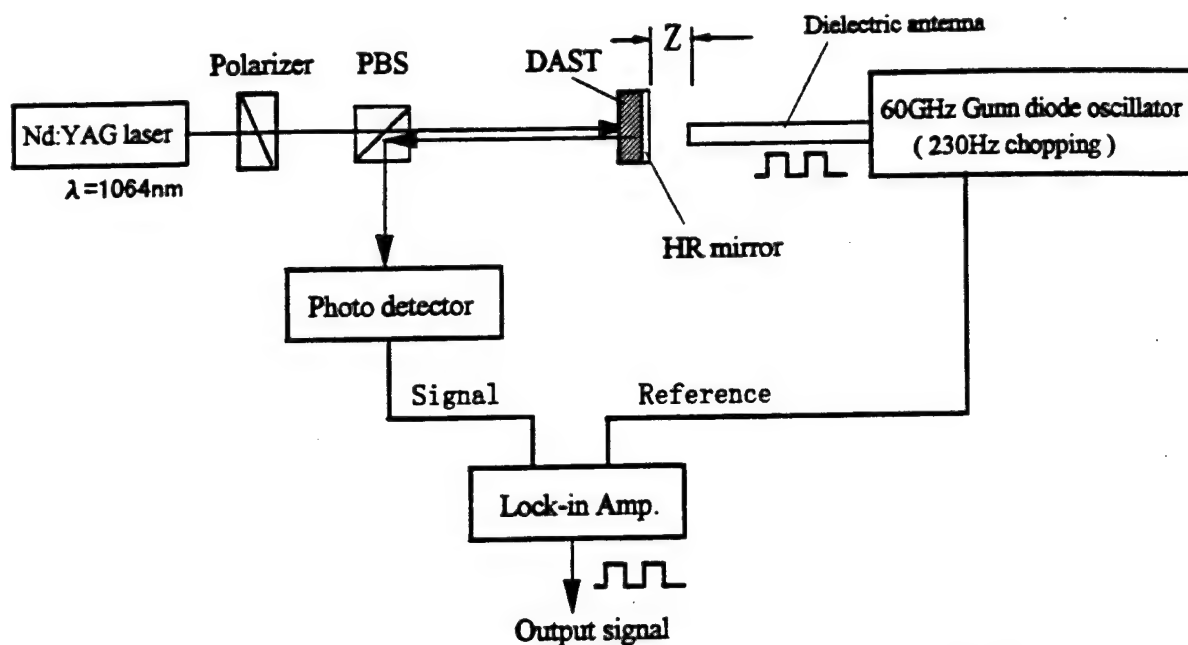 Dielectric antenna
Z
Polarizer
PBS
DAST
Nd:YAG laser
60GHz Gunn diode oscillator
( 230Hz chopping )
λ=1064nm
HR mirror
Photo detector
Signal
Reference
Lock-in Amp.
Output signal